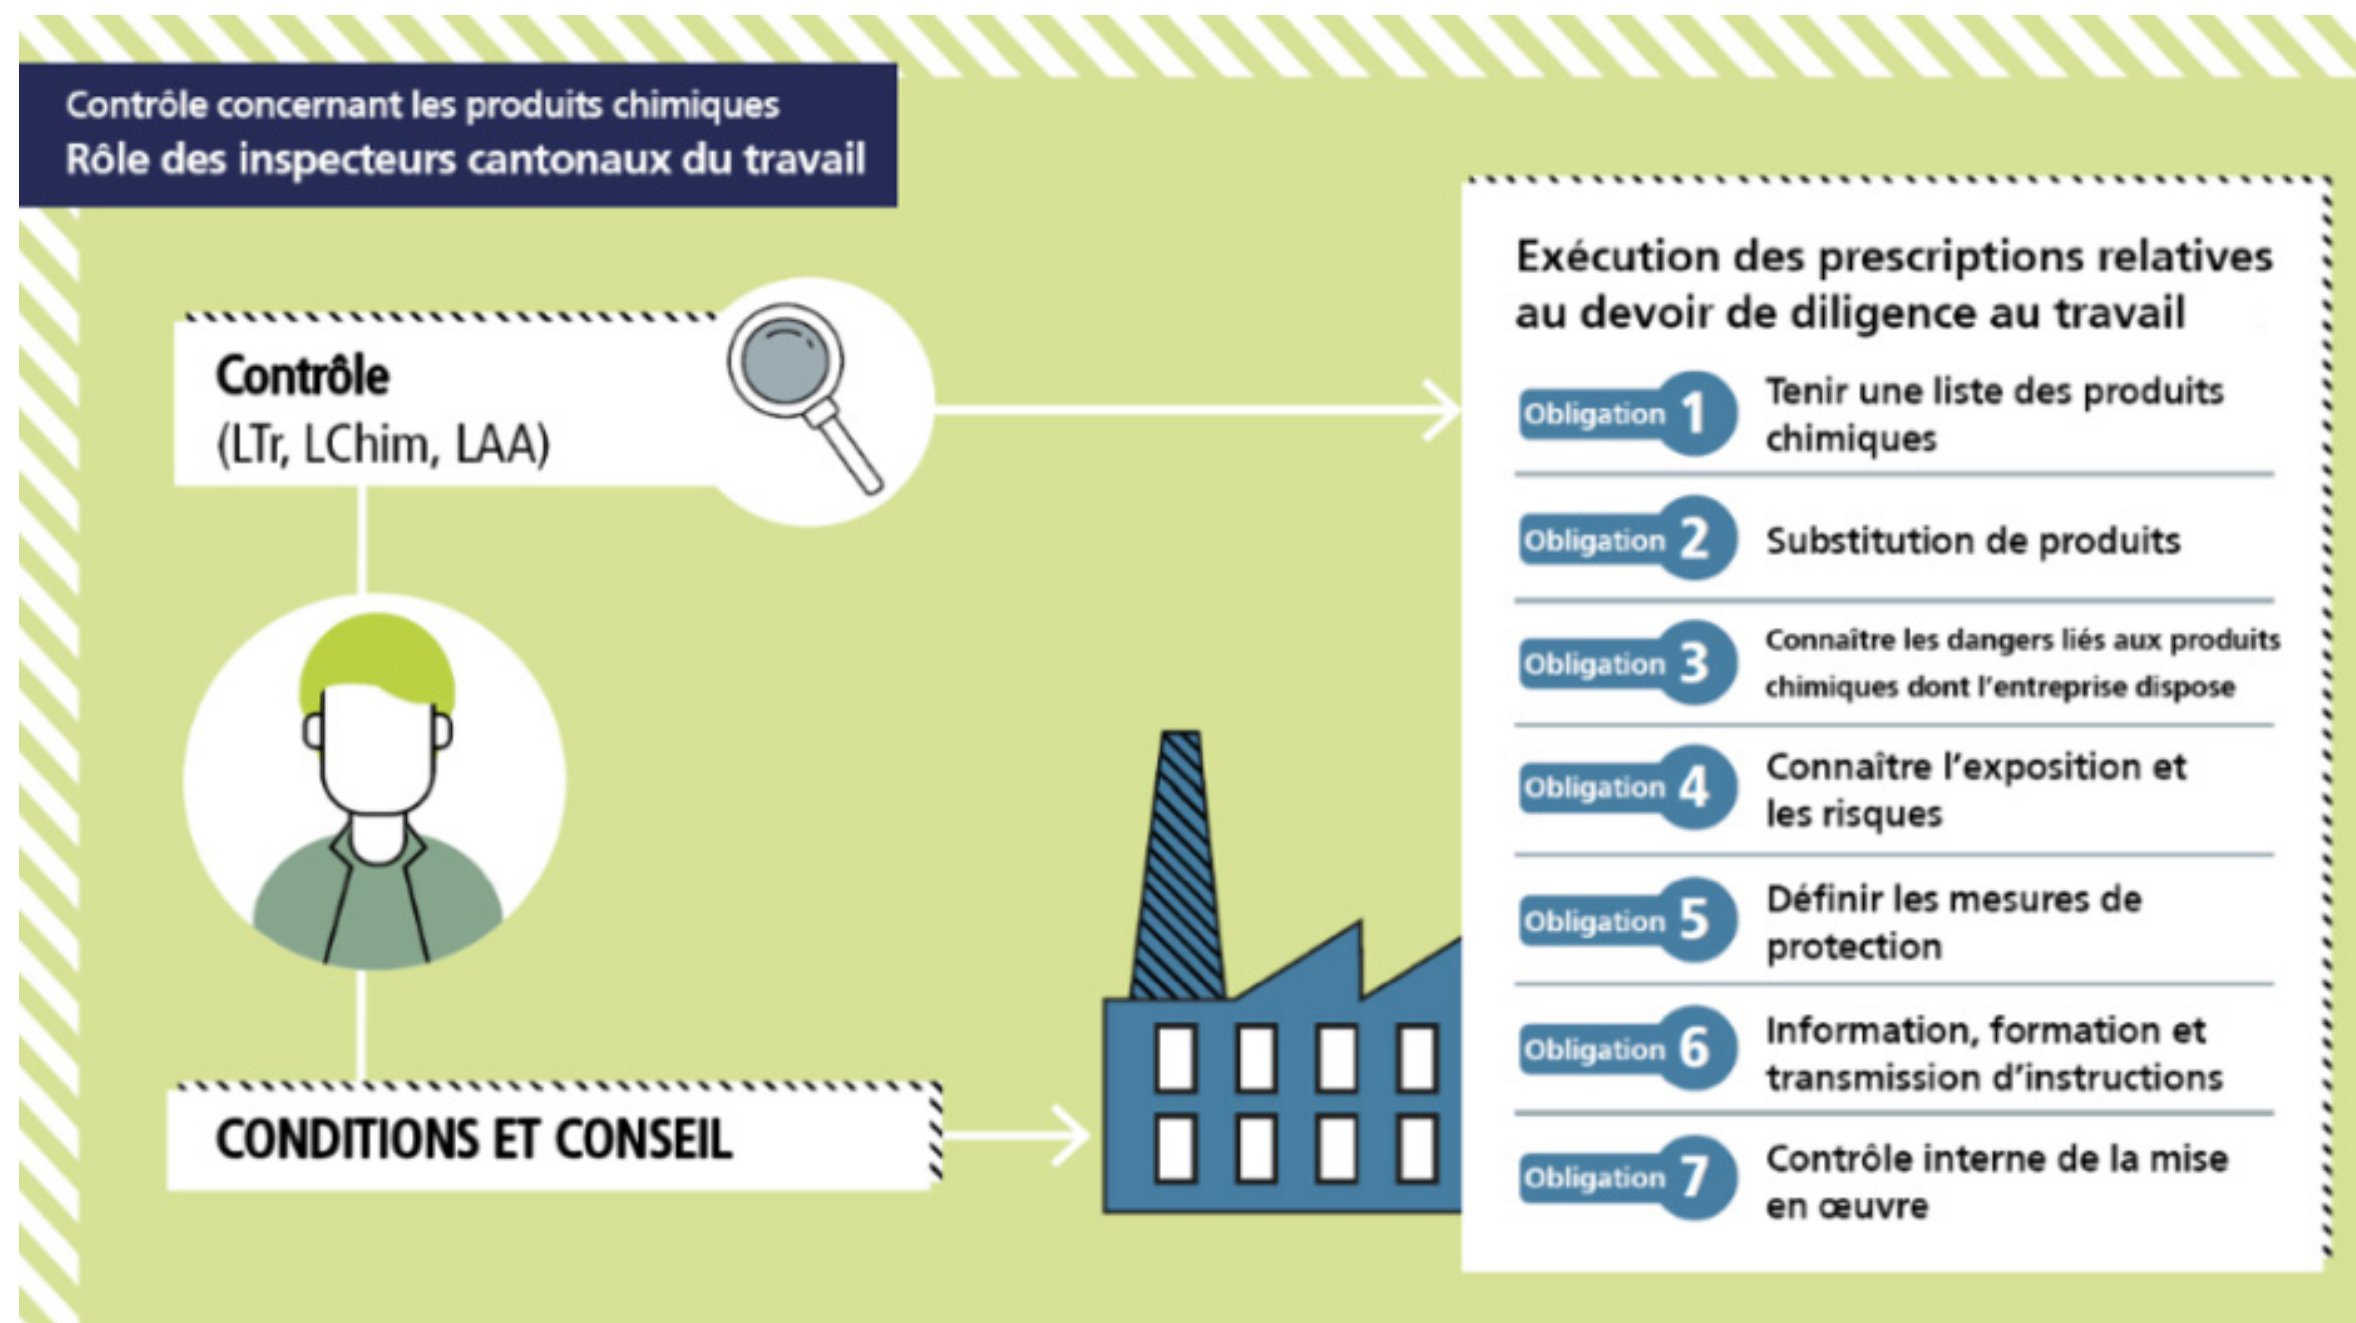 Contrôle concernant les produits chimiques
Rôle des inspecteurs cantonaux du travail
Contrôle
(LTr, LChim, LAA)
CONDITIONS ET CONSEIL
Exécution des prescriptions relatives
au devoir de diligence au travail
Obligation 1
Tenir une liste des produits
chimiques
Obligation 2
Substitution de produits
Obligation 3
Connaître les dangers liés aux produits
chimiques dont l'entreprise dispose
Obligation 4
Connaître l'exposition et
les risques
Obligation 5
Définir les mesures de
protection
Obligation 6
Information, formation et
transmission d'instructions
Obligation 7
Contrôle interne de la mise
en œuvre